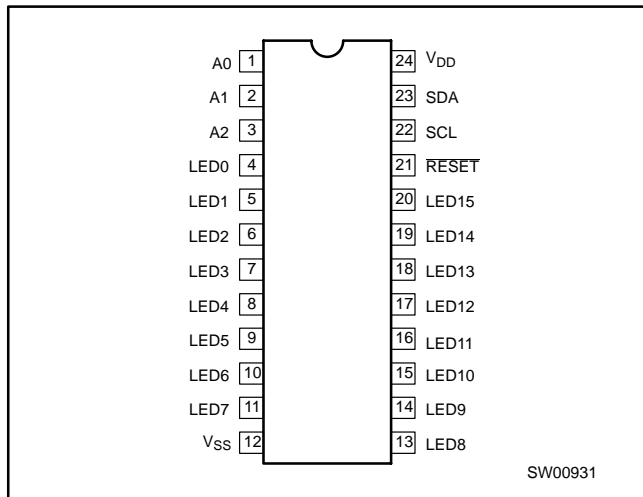 A0 1 24 VDD
A1 2 23 SDA
A2 3 22 SCL
LED0 4 21 RESET
LED1 5 20 LED15
LED2 6 19 LED14
LED3 7 18 LED13
LED4 8 17 LED12
LED5 9 16 LED11
LED6 10 15 LED10
LED7 11 14 LED9
VSS 12 13 LED8
SW00931